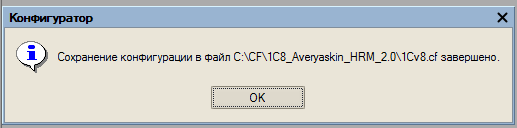 Конфигуратор
Сохранение конфигурации в файл C:\CF\1C8_Averyaskin_HRM_2.0\1Cv8.cf завершено.
OK